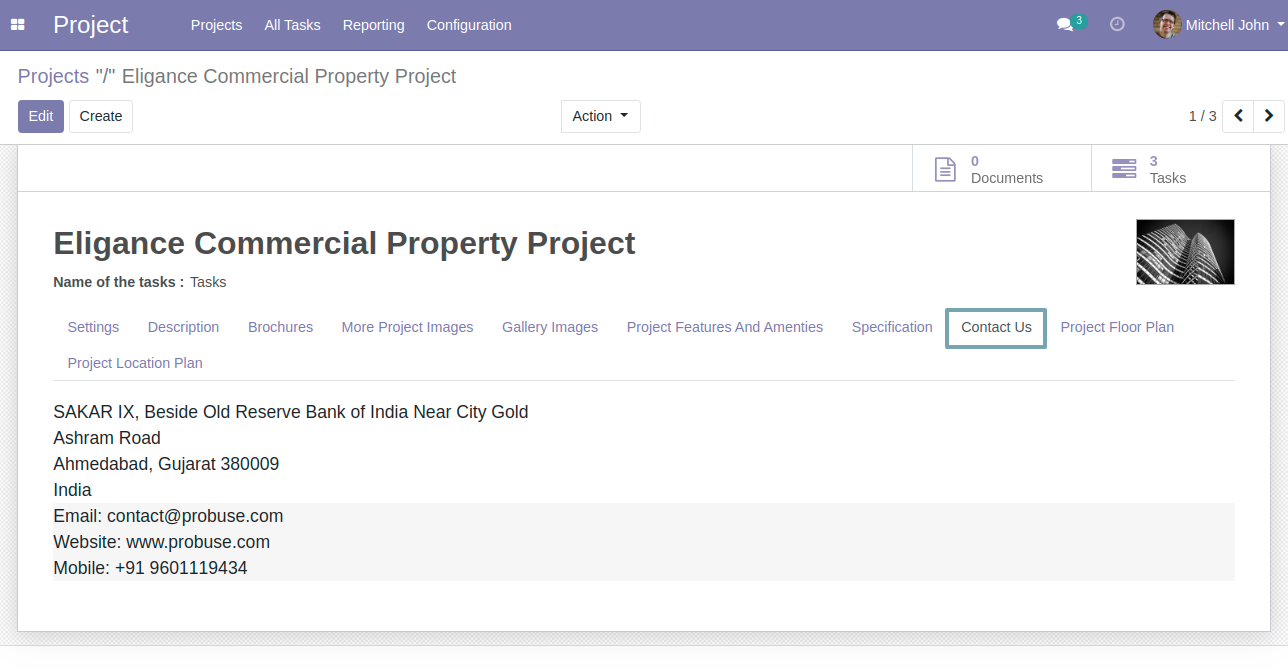 Project Projects All Tasks Reporting Configuration 3 Mitchell John
Projects "/" Eligance Commercial Property Project
Edit Create Action 1 / 3
0
Documents
3
Tasks
Eligance Commercial Property Project
Name of the tasks : Tasks
Settings Description Brochures More Project Images Gallery Images Project Features And Amenties Specification Contact Us Project Floor Plan
Project Location Plan
SAKAR IX, Beside Old Reserve Bank of India Near City Gold
Ashram Road
Ahmedabad, Gujarat 380009
India
Email: contact@probuse.com
Website: www.probuse.com
Mobile: +91 9601119434